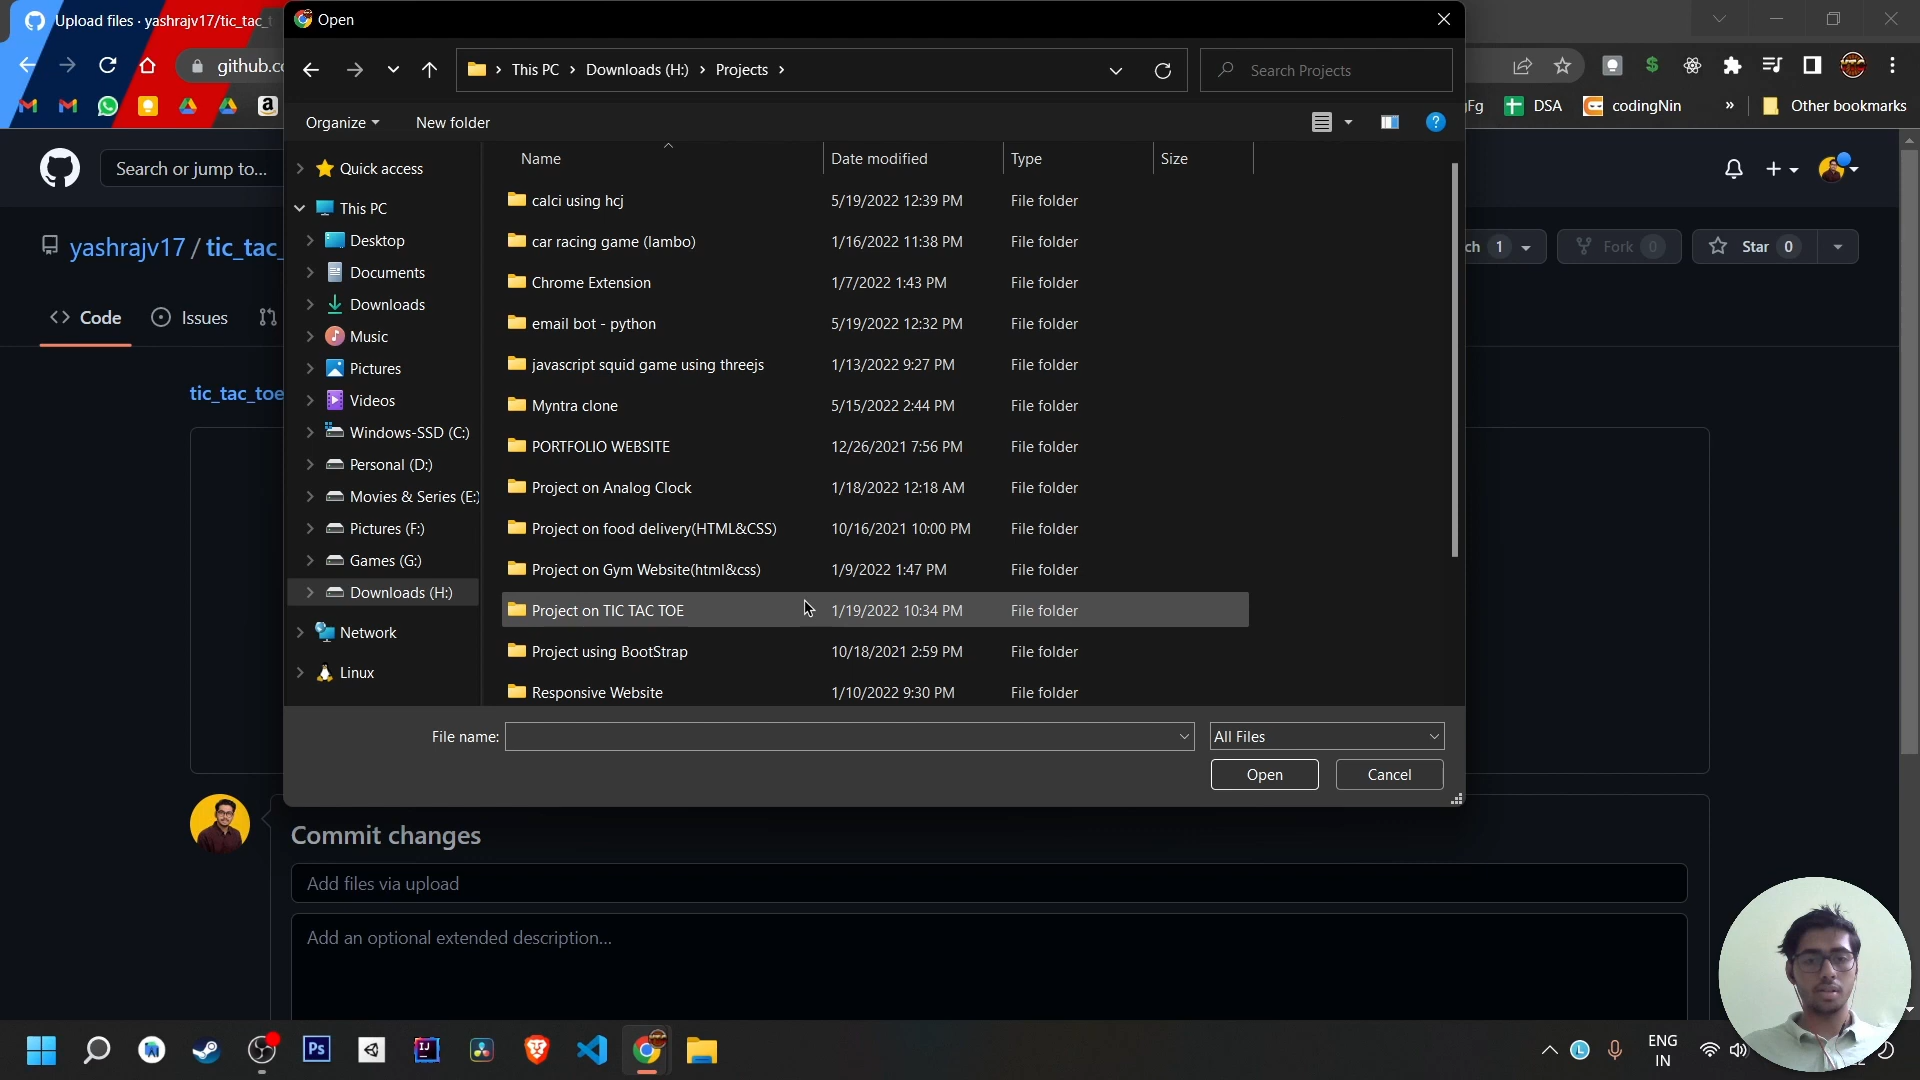 Upload files · yashrajv17/tic_tac_t
Open
github.c
This PC > Downloads (H:) > Projects >
Search Projects
Fg
DSA
codingNin
»
Other bookmarks
Organize
New folder
Search or jump to...
Name
Date modified
Type
Size
Quick access
This PC
Desktop
Documents
Downloads
Music
Pictures
Videos
Windows-SSD (C:)
Personal (D:)
Movies & Series (E:)
Pictures (F:)
Games (G:)
Downloads (H:)
Network
Linux
calci using hcj 5/19/2022 12:39 PM File folder
car racing game (lambo) 1/16/2022 11:38 PM File folder
Chrome Extension 1/7/2022 1:43 PM File folder
email bot - python 5/19/2022 12:32 PM File folder
javascript squid game using threejs 1/13/2022 9:27 PM File folder
Myntra clone 5/15/2022 2:44 PM File folder
PORTFOLIO WEBSITE 12/26/2021 7:56 PM File folder
Project on Analog Clock 1/18/2022 12:18 AM File folder
Project on food delivery(HTML&CSS) 10/16/2021 10:00 PM File folder
Project on Gym Website(html&css) 1/9/2022 1:47 PM File folder
Project on TIC TAC TOE 1/19/2022 10:34 PM File folder
Project using BootStrap 10/18/2021 2:59 PM File folder
Responsive Website 1/10/2022 9:30 PM File folder
yashrajv17 / tic_tac_
ch 1
Fork 0
Star 0
Code
Issues
tic_tac_toe
File name:
All Files
Open
Cancel
Commit changes
Add files via upload
Add an optional extended description...
Ps
IJ
ENG
IN